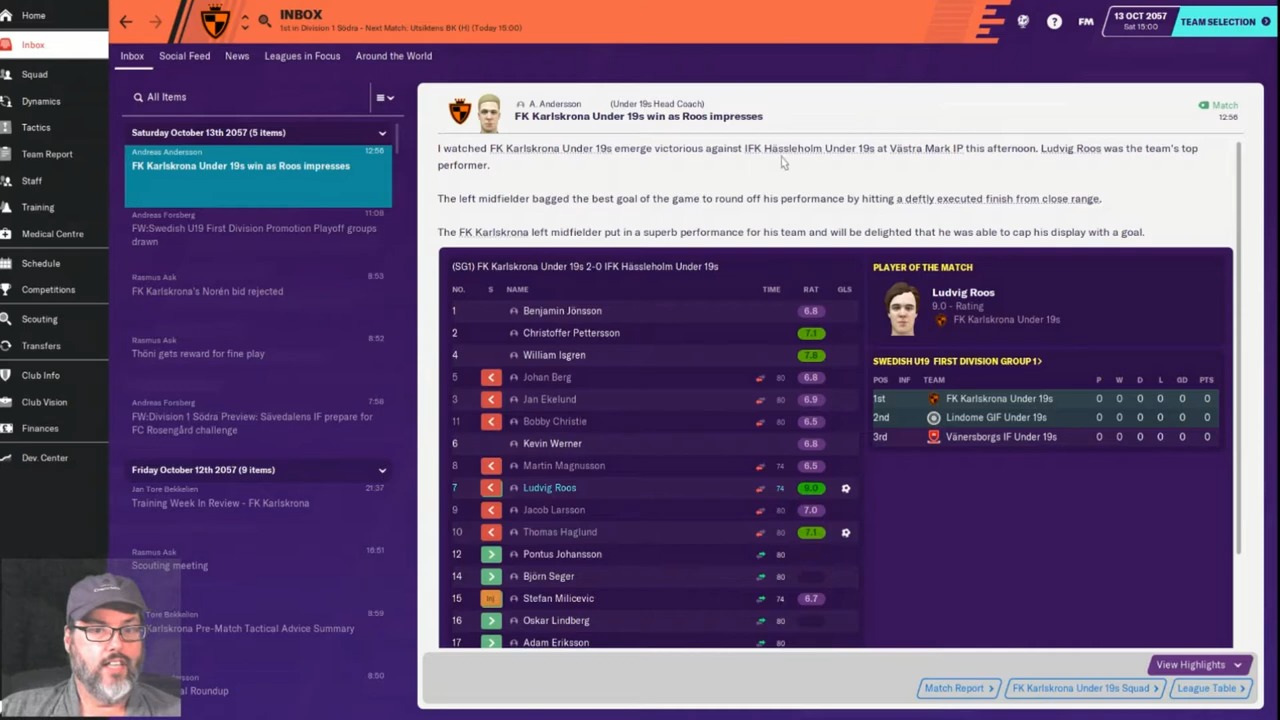 INBOX
1st in Division 1 Södra - Next Match: Utsiktens BK (H) (Today 15:00)
?
FM
13 OCT 2057
Sat 15:00
TEAM SELECTION
Home
Inbox
Squad
Dynamics
Tactics
Team Report
Staff
Training
Medical Centre
Schedule
Competitions
Scouting
Transfers
Club Info
Club Vision
Finances
Dev. Center
Inbox
Social Feed
News
Leagues in Focus
Around the World
All Items
Saturday October 13th 2057 (5 items)
Andreas Andersson 12:56
FK Karlskrona Under 19s win as Roos impresses
Andreas Forsberg 11:08
FW:Swedish U19 First Division Promotion Playoff groups
drawn
Rasmus Ask 8:53
FK Karlskrona's Norén bid rejected
Rasmus Ask 8:52
Thöni gets reward for fine play
Andreas Forsberg 7:58
FW:Division 1 Södra Preview: Sävedalens IF prepare for
FC Rosengård challenge
Friday October 12th 2057 (9 items)
Jan Tore Bekkelien 21:37
Training Week In Review - FK Karlskrona
Rasmus Ask 16:51
Scouting meeting
Tore Bekkelien 8:59
Karlskrona Pre-Match Tactical Advice Summary
8:50
Roundup
A. Andersson (Under 19s Head Coach)
FK Karlskrona Under 19s win as Roos impresses
Match
12:56
I watched FK Karlskrona Under 19s emerge victorious against IFK Hässleholm Under 19s at Västra Mark IP this afternoon. Ludvig Roos was the team's top
performer.
The left midfielder bagged the best goal of the game to round off his performance by hitting a deftly executed finish from close range.
The FK Karlskrona left midfielder put in a superb performance for his team and will be delighted that he was able to cap his display with a goal.
(SG1) FK Karlskrona Under 19s 2-0 IFK Hässleholm Under 19s
NO. S NAME TIME RAT GLS
1 Benjamin Jönsson 6.8
2 Christoffer Pettersson 7.1
4 William Isgren 7.8
5 Johan Berg 80 6.8
3 Jan Ekelund 80 6.9
11 Bobby Christie 80 6.5
6 Kevin Werner 6.8
8 Martin Magnusson 74 6.5
7 Ludvig Roos 74 9.0
9 Jacob Larsson 80 7.0
10 Thomas Haglund 80 7.1
12 Pontus Johansson 80
14 Björn Seger 80
15 Inj Stefan Milicevic 74 6.7
16 Oskar Lindberg 80
17 Adam Eriksson 80
PLAYER OF THE MATCH
Ludvig Roos
9.0 - Rating
FK Karlskrona Under 19s
SWEDISH U19 FIRST DIVISION GROUP 1>
POS INF TEAM P W D L GD PTS
1st FK Karlskrona Under 19s 0 0 0 0 0 0
2nd Lindome GIF Under 19s 0 0 0 0 0 0
3rd Vänersborgs IF Under 19s 0 0 0 0 0 0
View Highlights
Match Report >
FK Karlskrona Under 19s Squad >
League Table >